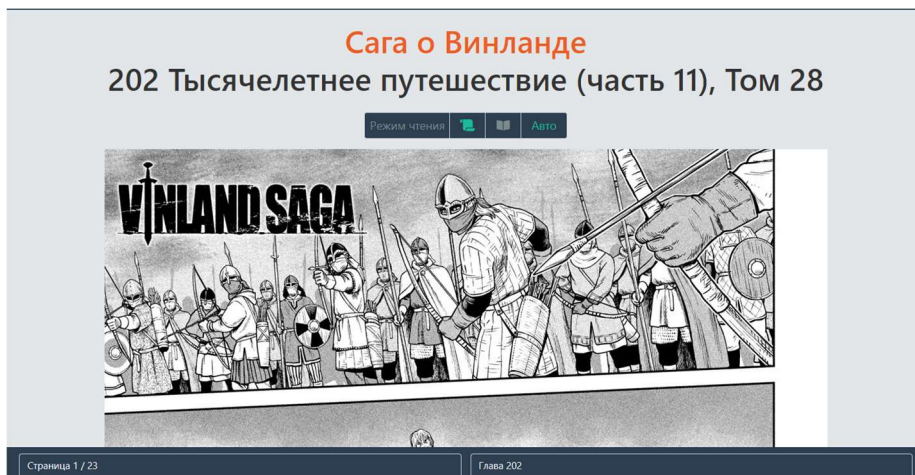 Сага о Винланде
202 Тысячелетнее путешествие (часть 11), Том 28
Режим чтения Авто
VINLAND SAGA
Страница 1 / 23
Глава 202